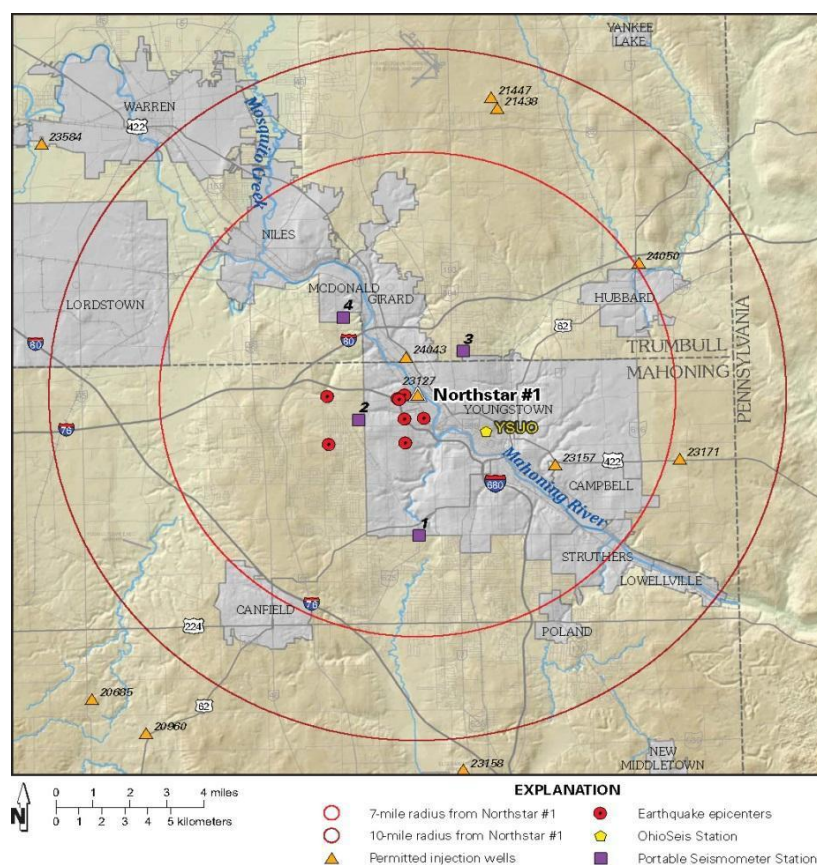 YANKEE
LAKE
21447
21438
WARREN
422
Mosquito Creek
23584
NILES
24050
LORDSTOWN
MCDONALD
GIRARD
HUBBARD
4
62
80
80
3
TRUMBULL
24043
MAHONING
PENNSYLVANIA
23127
Northstar #1
YOUNGSTOWN
2
76
YSUO
23157
422
23171
Mahoning River
680
CAMPBELL
1
STRUTHERS
LOWELLVILLE
76
CANFIELD
224
POLAND
20685
62
20960
23158
NEW
MIDDLETOWN
N
0 1 2 3 4 miles
0 1 2 3 4 5 kilometers
EXPLANATION
7-mile radius from Northstar #1
10-mile radius from Northstar #1
Permitted injection wells
Earthquake epicenters
OhioSeis Station
Portable Seismometer Station